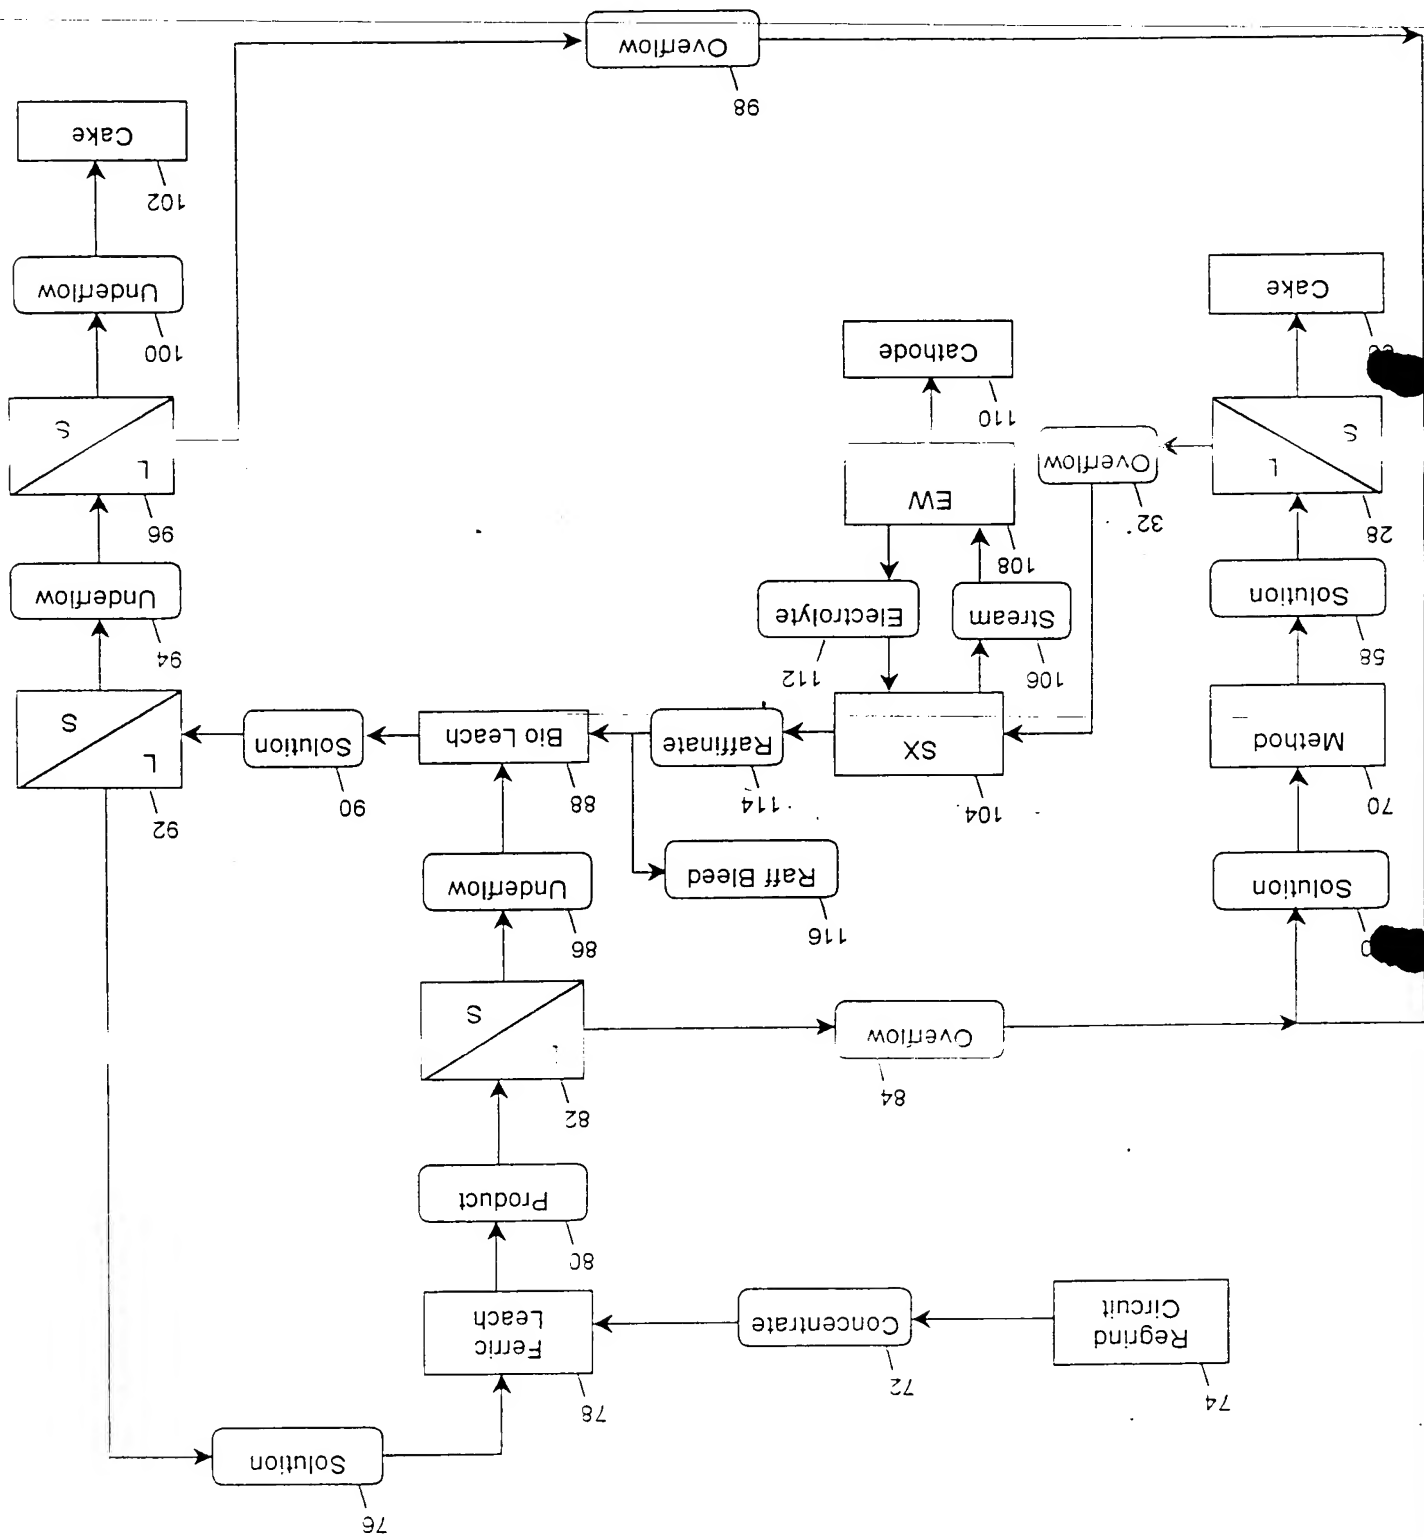 76
Solution
74
Regrind
Circuit
72
Concentrate
78
Ferric
Leach
80
Product
84
Overflow
82
S
Solution
116
Raff Bleed
86
Underflow
70
Method
104
SX
114
Raffinate
88
Bio Leach
90
Solution
92
L
S
58
Solution
106
Stream
112
Electrolyte
94
Underflow
28
L
S
32
Overflow
108
EW
96
L
S
Cake
110
Cathode
100
Underflow
102
Cake
98
Overflow